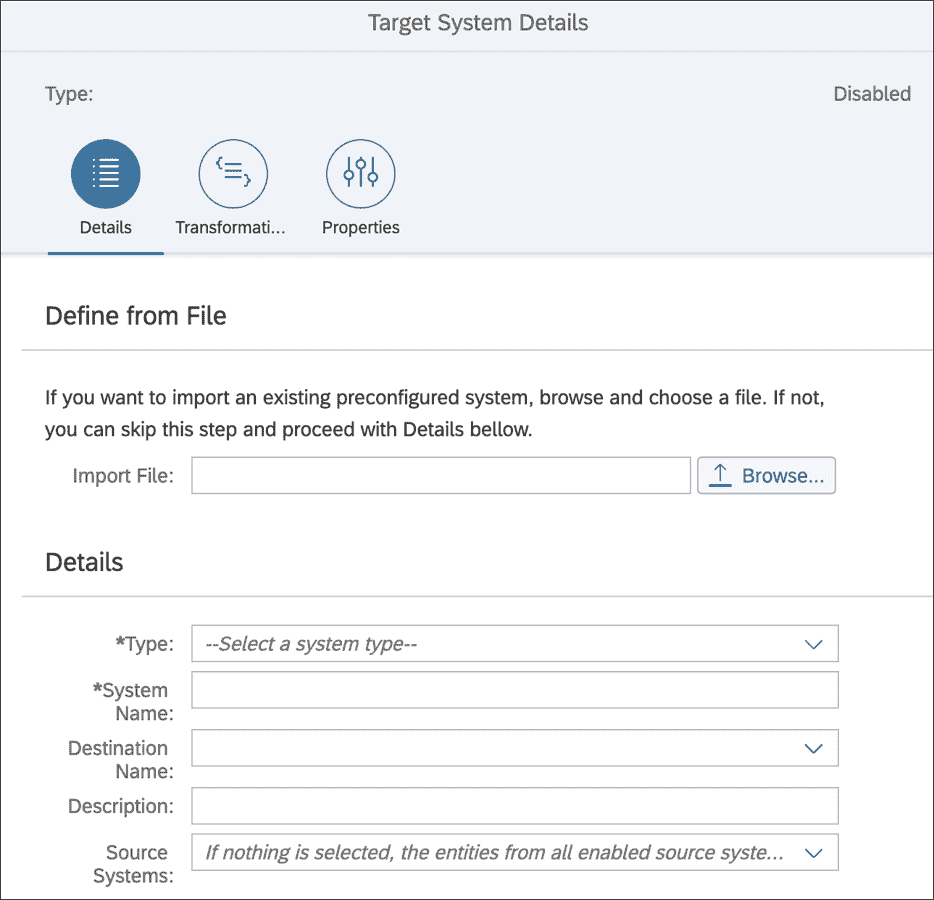 Target System Details
Type:
Disabled
Details
Transformati...
Properties
Define from File
If you want to import an existing preconfigured system, browse and choose a file. If not,
you can skip this step and proceed with Details bellow.
Import File:
Browse...
Details
*Type:
--Select a system type--
*System
Name:
Destination
Name:
Description:
Source
Systems:
If nothing is selected, the entities from all enabled source syste...